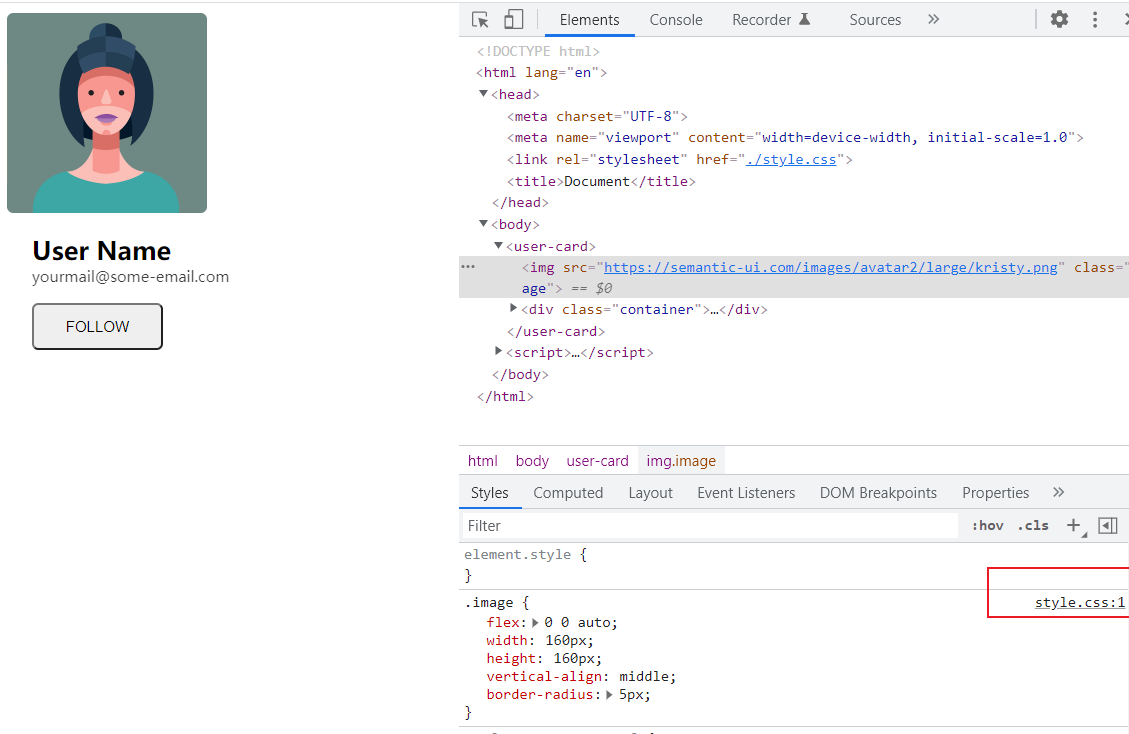 Elements Console Recorder Sources »
<!DOCTYPE html>
<html lang="en">
▼<head>
<meta charset="UTF-8">
<meta name="viewport" content="width=device-width, initial-scale=1.0">
<link rel="stylesheet" href="./style.css">
<title>Document</title>
</head>
▼<body>
▼<user-card>
<img src="https://semantic-ui.com/images/avatar2/large/kristy.png" class="
age"> == $0
▶<div class="container">…</div>
</user-card>
▶<script>…</script>
</body>
</html>
User Name
yourmail@some-email.com
FOLLOW
html body user-card img.image
Styles Computed Layout Event Listeners DOM Breakpoints Properties »
Filter :hov .cls +
element.style {
}
.image { style.css:1
flex: ▶ 0 0 auto;
width: 160px;
height: 160px;
vertical-align: middle;
border-radius: ▶ 5px;
}